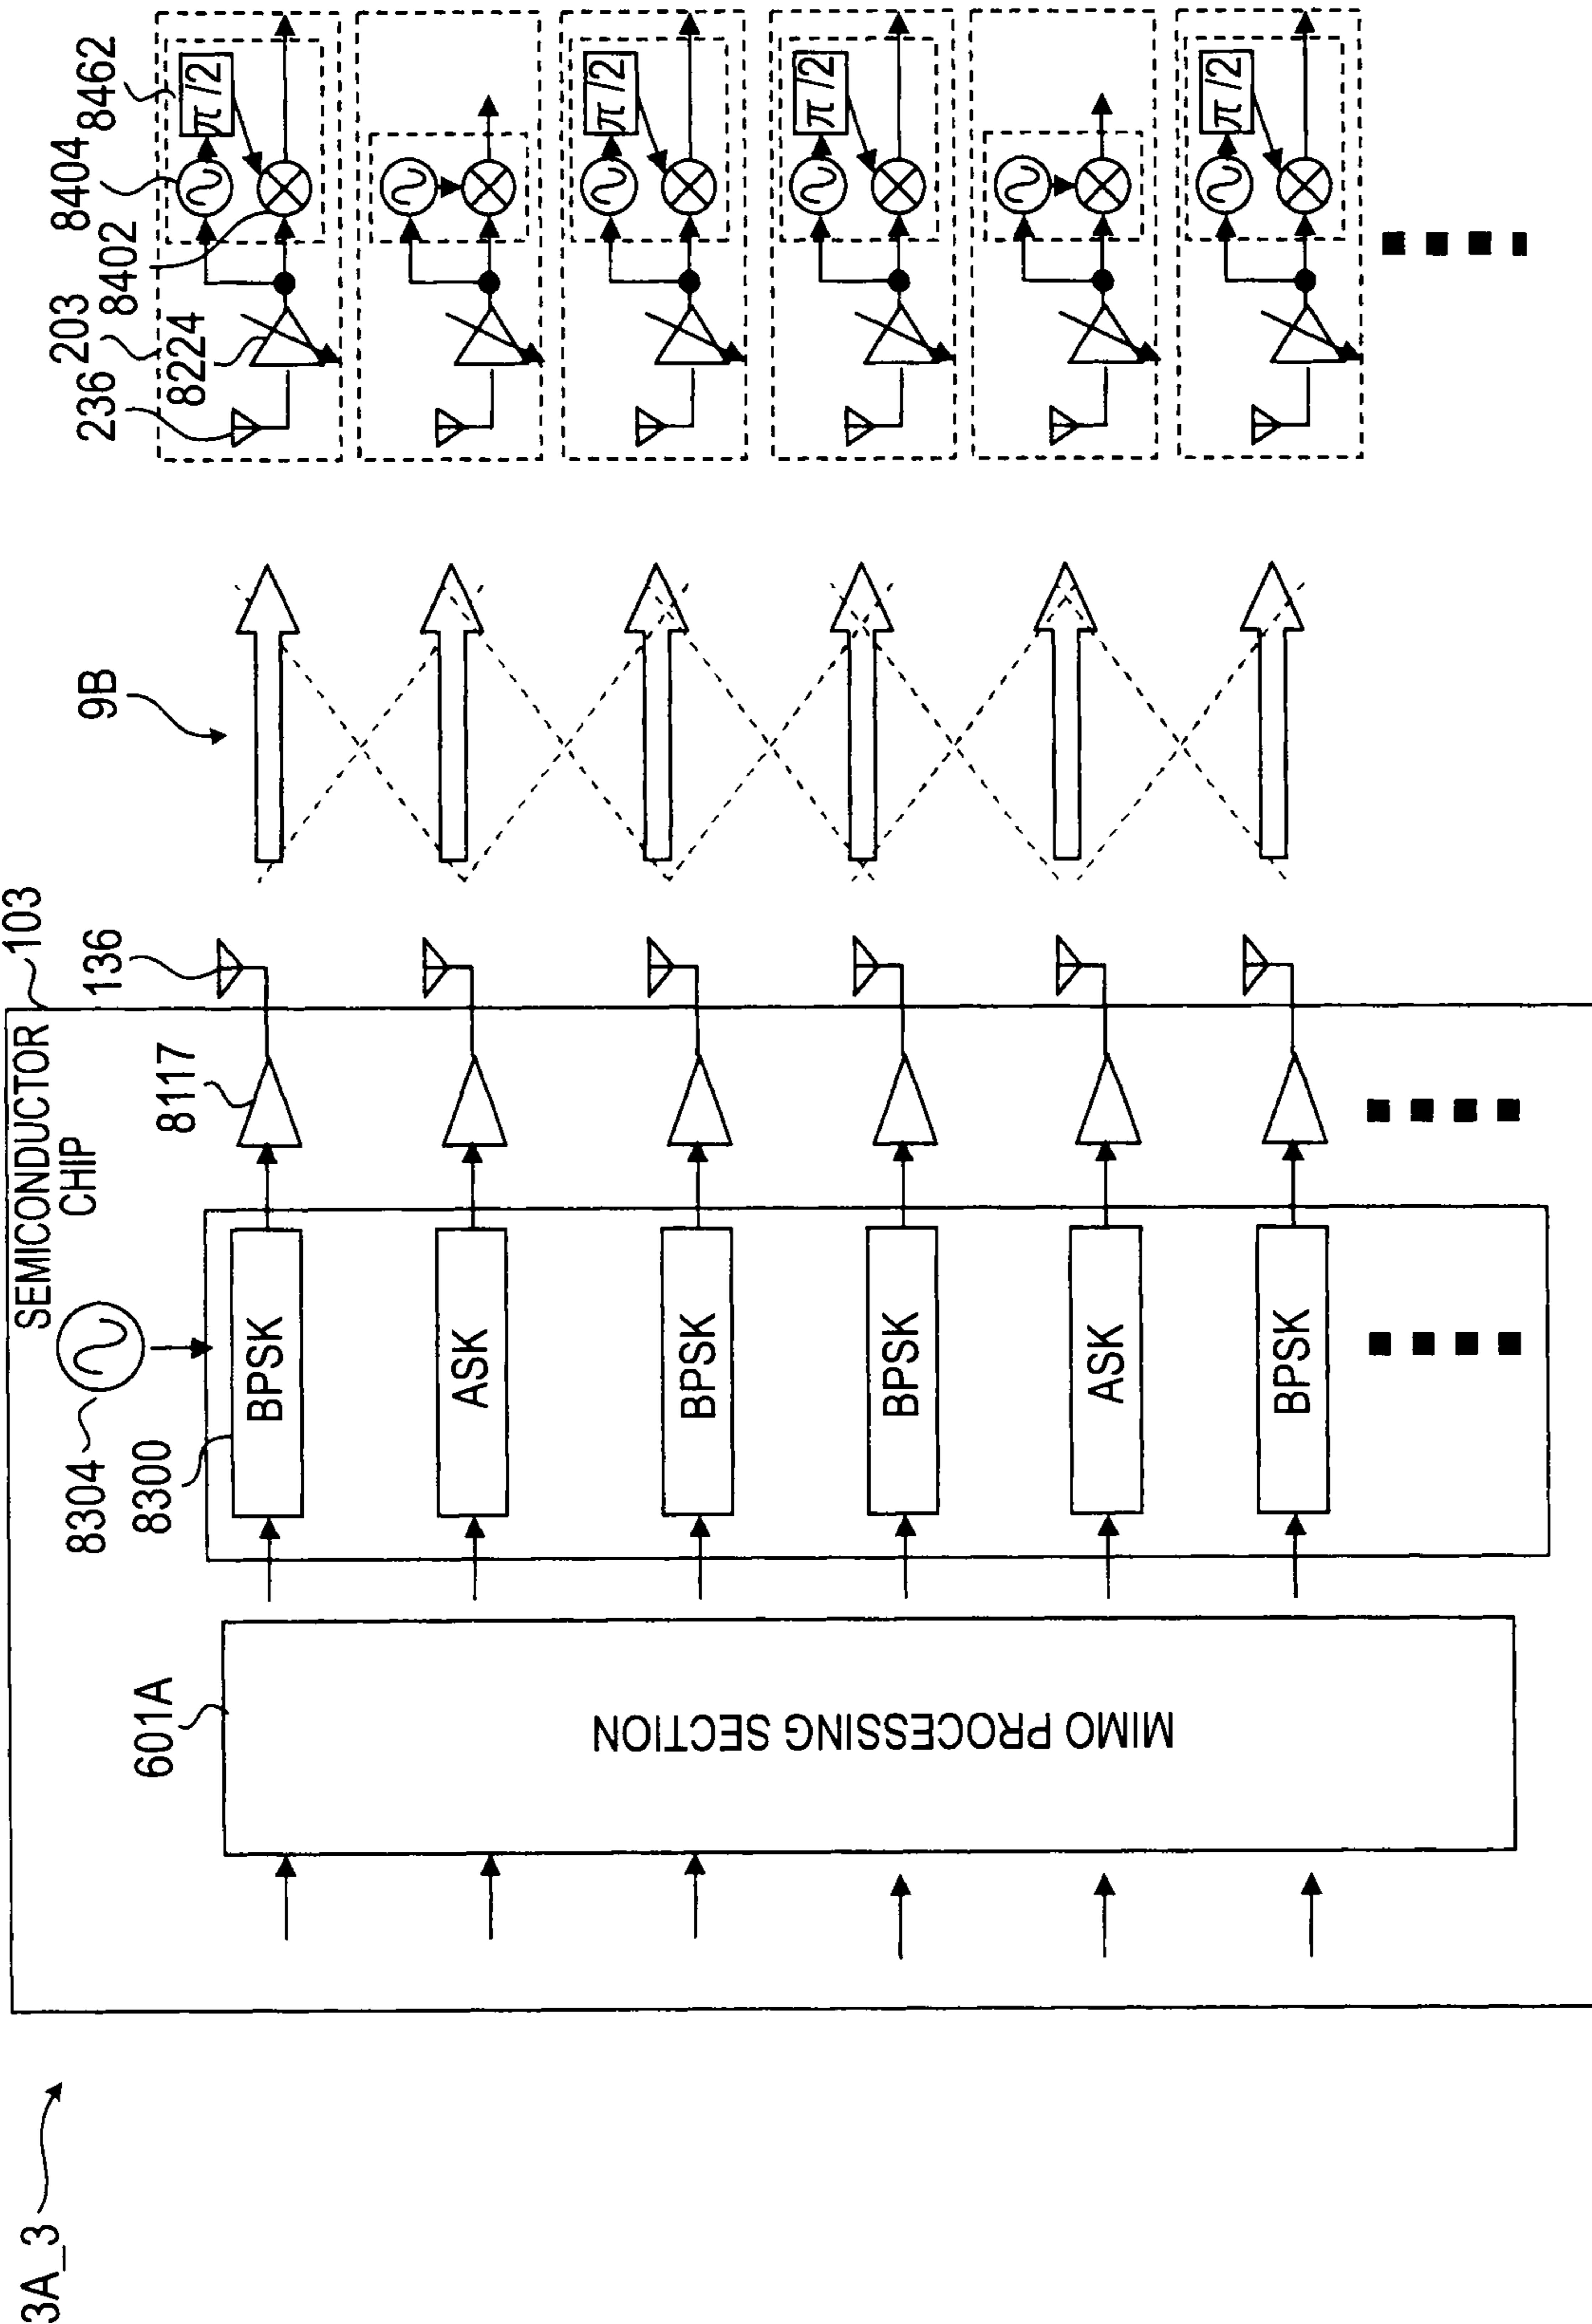 3A_3
SEMICONDUCTOR
CHIP
103
601A
MIMO PROCESSING SECTION
8304
8300
BPSK
ASK
BPSK
BPSK
ASK
BPSK
8117
136
9B
236
203
8224
8402
8404
8462
π/2
π/2
π/2
π/2